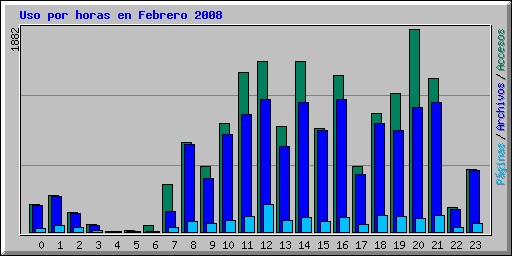 Uso por horas en Febrero 2008
1882
Páginas / Archivos / Accesos
0 1 2 3 4 5 6 7 8 9 10 11 12 13 14 15 16 17 18 19 20 21 22 23